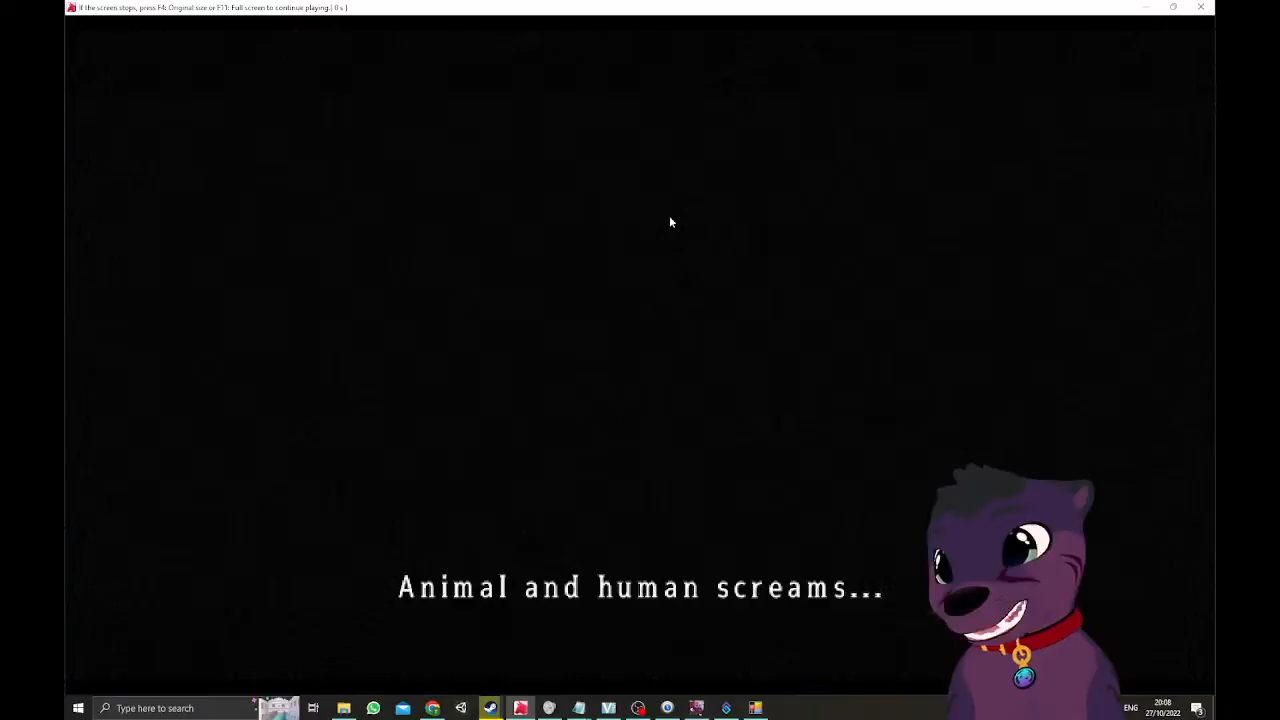 If the screen stops, press F4: Original size or F11: Full screen to continue playing.[ 0 s ]
Animal and human screams...
Type here to search
ENG
20:08
27/10/2022
3